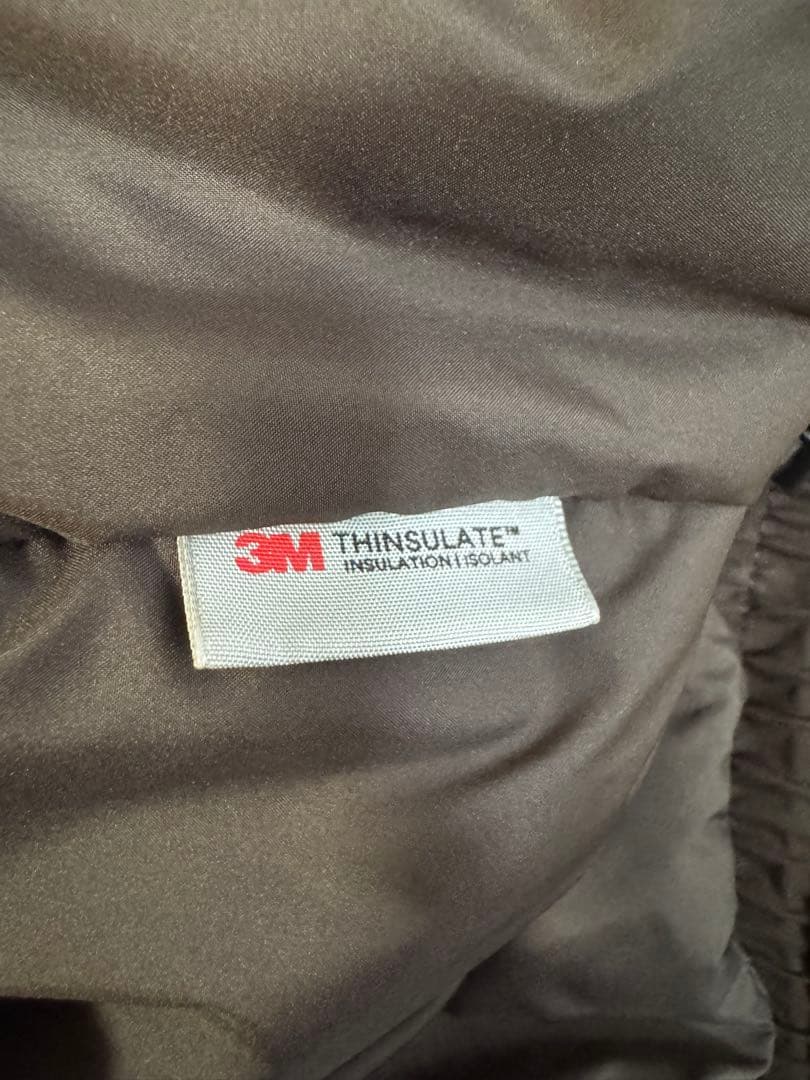 3M THINSULATE™
INSULATION | ISOLANT